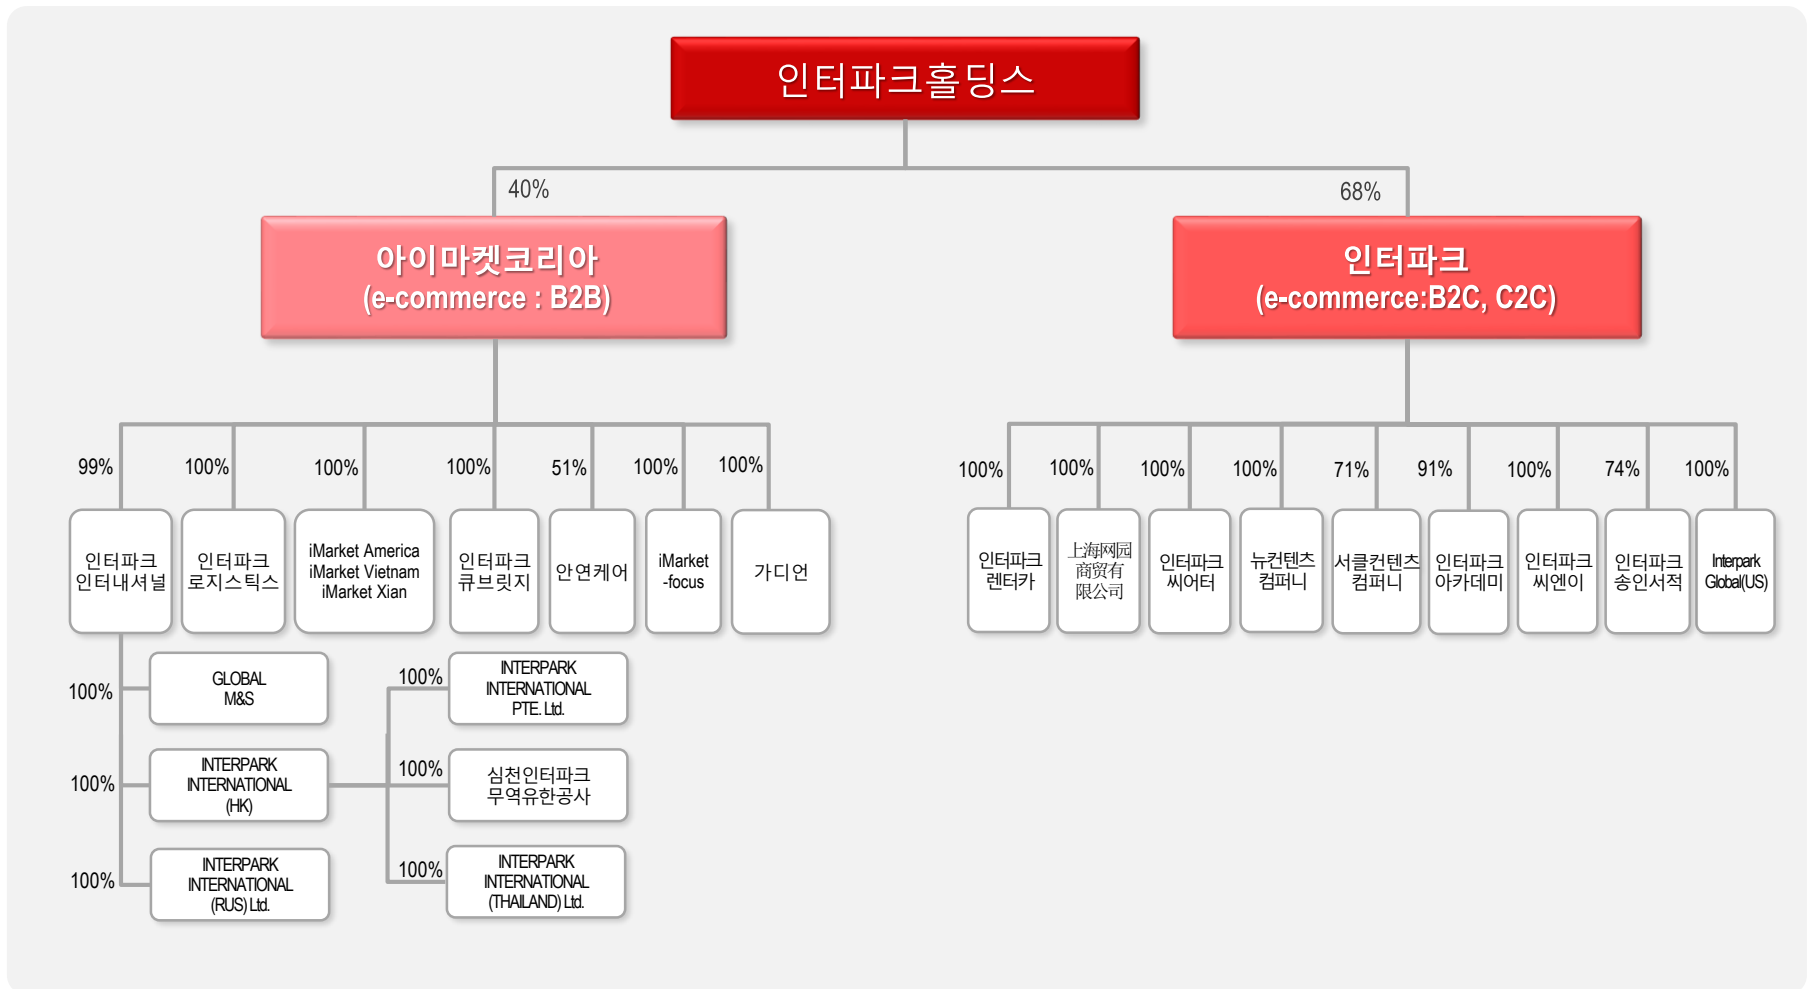 인터파크홀딩스
40%
68%
아이마켓코리아
(e-commerce : B2B)
인터파크
(e-commerce:B2C, C2C)
99%
100%
100%
100%
51%
100%
100%
100%
100%
100%
100%
71%
91%
100%
74%
100%
인터파크
인터내셔널
인터파크
로지스틱스
iMarket America
iMarket Vietnam
iMarket Xian
인터파크
큐브릿지
안연케어
iMarket
-focus
가디언
인터파크
렌터카
上海网园
商贸有
限公司
인터파크
씨어터
뉴컨텐츠
컴퍼니
서클컨텐츠
컴퍼니
인터파크
아카데미
인터파크
씨엔이
인터파크
송인서적
Interpark
Global(US)
100%
GLOBAL
M&S
100%
INTERPARK
INTERNATIONAL
PTE. Ltd.
100%
INTERPARK
INTERNATIONAL
(HK)
100%
심천인터파크
무역유한공사
100%
INTERPARK
INTERNATIONAL
(RUS) Ltd.
100%
INTERPARK
INTERNATIONAL
(THAILAND) Ltd.